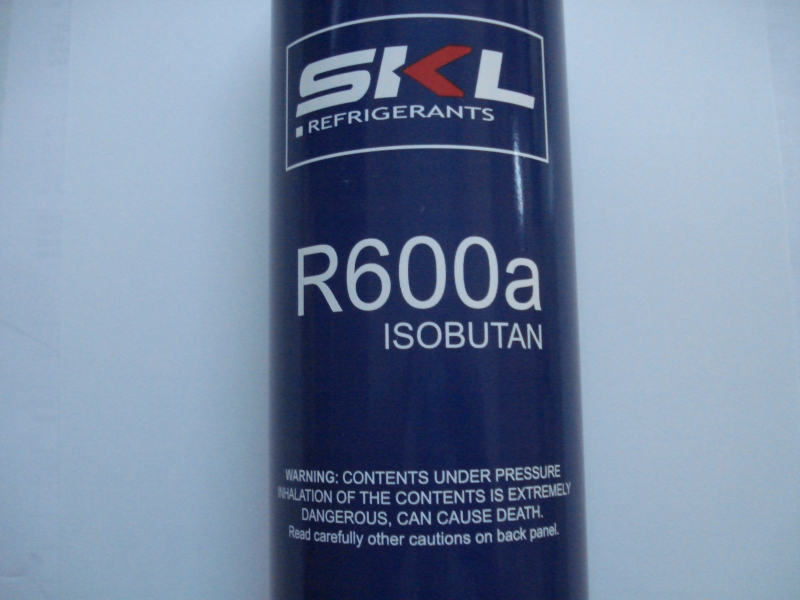 SKL
REFRIGERANTS
R600a
ISOBUTAN
WARNING: CONTENTS UNDER PRESSURE
INHALATION OF THE CONTENTS IS EXTREMELY
DANGEROUS, CAN CAUSE DEATH.
Read carefully other cautions on back panel.